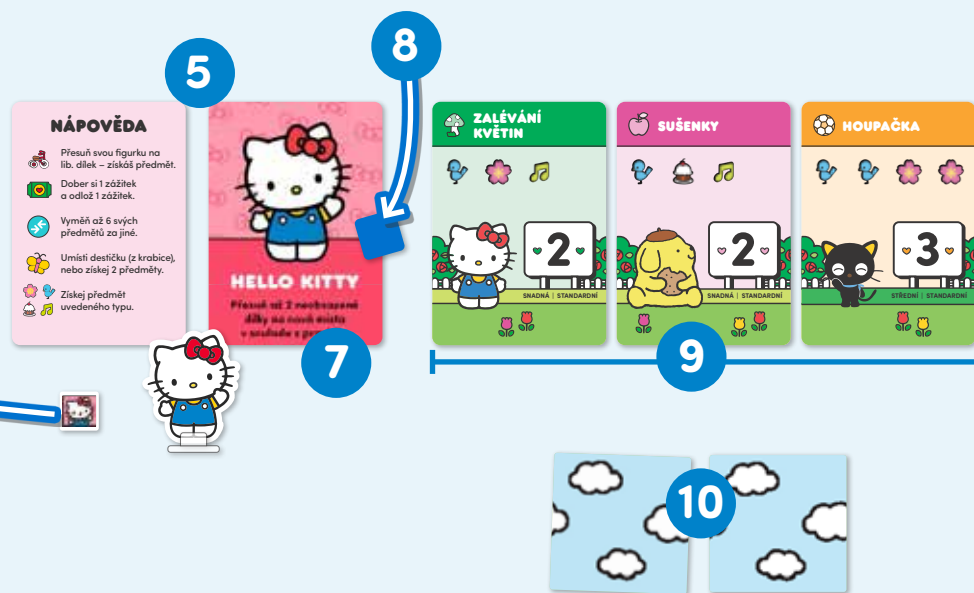 8
5
NÁPOVĚDA
Přesuň svou figurku na
lib. dílek – získáš předmět.
Dober si 1 zážitek
a odlož 1 zážitek.
Vyměň až 6 svých
předmětů za jiné.
Umísti destičku (z krabice),
nebo získej 2 předměty.
Získej předmět
uvedeného typu.
HELLO KITTY
Přesuň až 2 neobsazené
dílky na nová místa
v souladu s
7
ZALÉVÁNÍ
KVĚTIN
2
SNADNÁ | STANDARDNÍ
SUŠENKY
2
SNADNÁ | STANDARDNÍ
HOUPAČKA
3
STŘEDNÍ | STANDARDNÍ
9
10